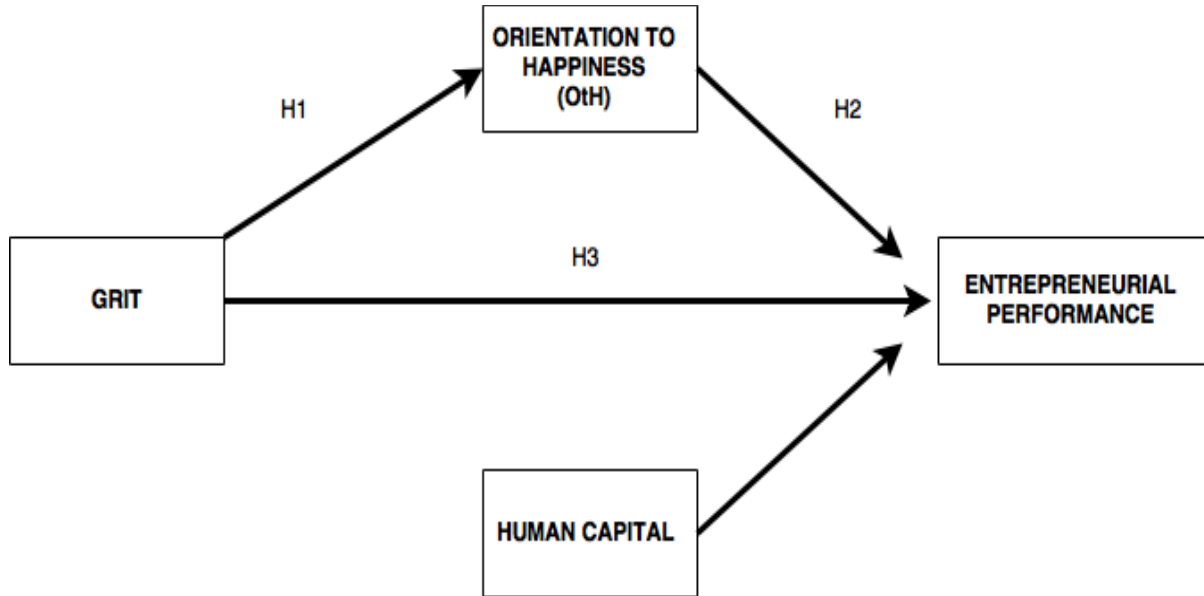 ORIENTATION TO
HAPPINESS
(OtH)
H1
H2
H3
GRIT
ENTREPRENEURIAL
PERFORMANCE
HUMAN CAPITAL